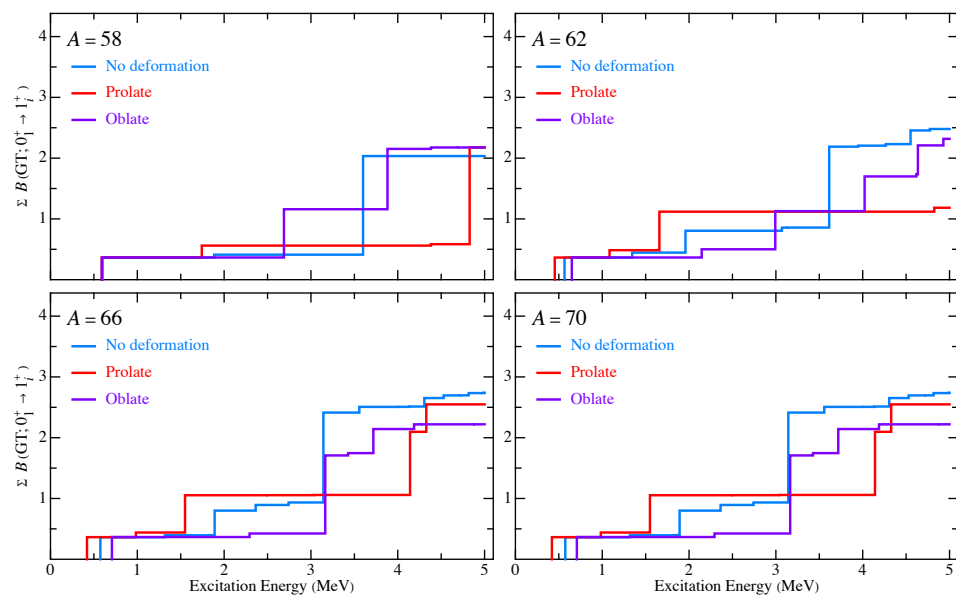 A = 58
No deformation
Prolate
Oblate
A = 62
No deformation
Prolate
Oblate
4
3
2
1
4
3
2
1
Σ B (GT; 0₁⁺ → 1ᵢ⁺)
A = 66
No deformation
Prolate
Oblate
A = 70
No deformation
Prolate
Oblate
4
3
2
1
4
3
2
1
Σ B (GT; 0₁⁺ → 1ᵢ⁺)
0 1 2 3 4 5
0 1 2 3 4 5
Excitation Energy (MeV)
Excitation Energy (MeV)